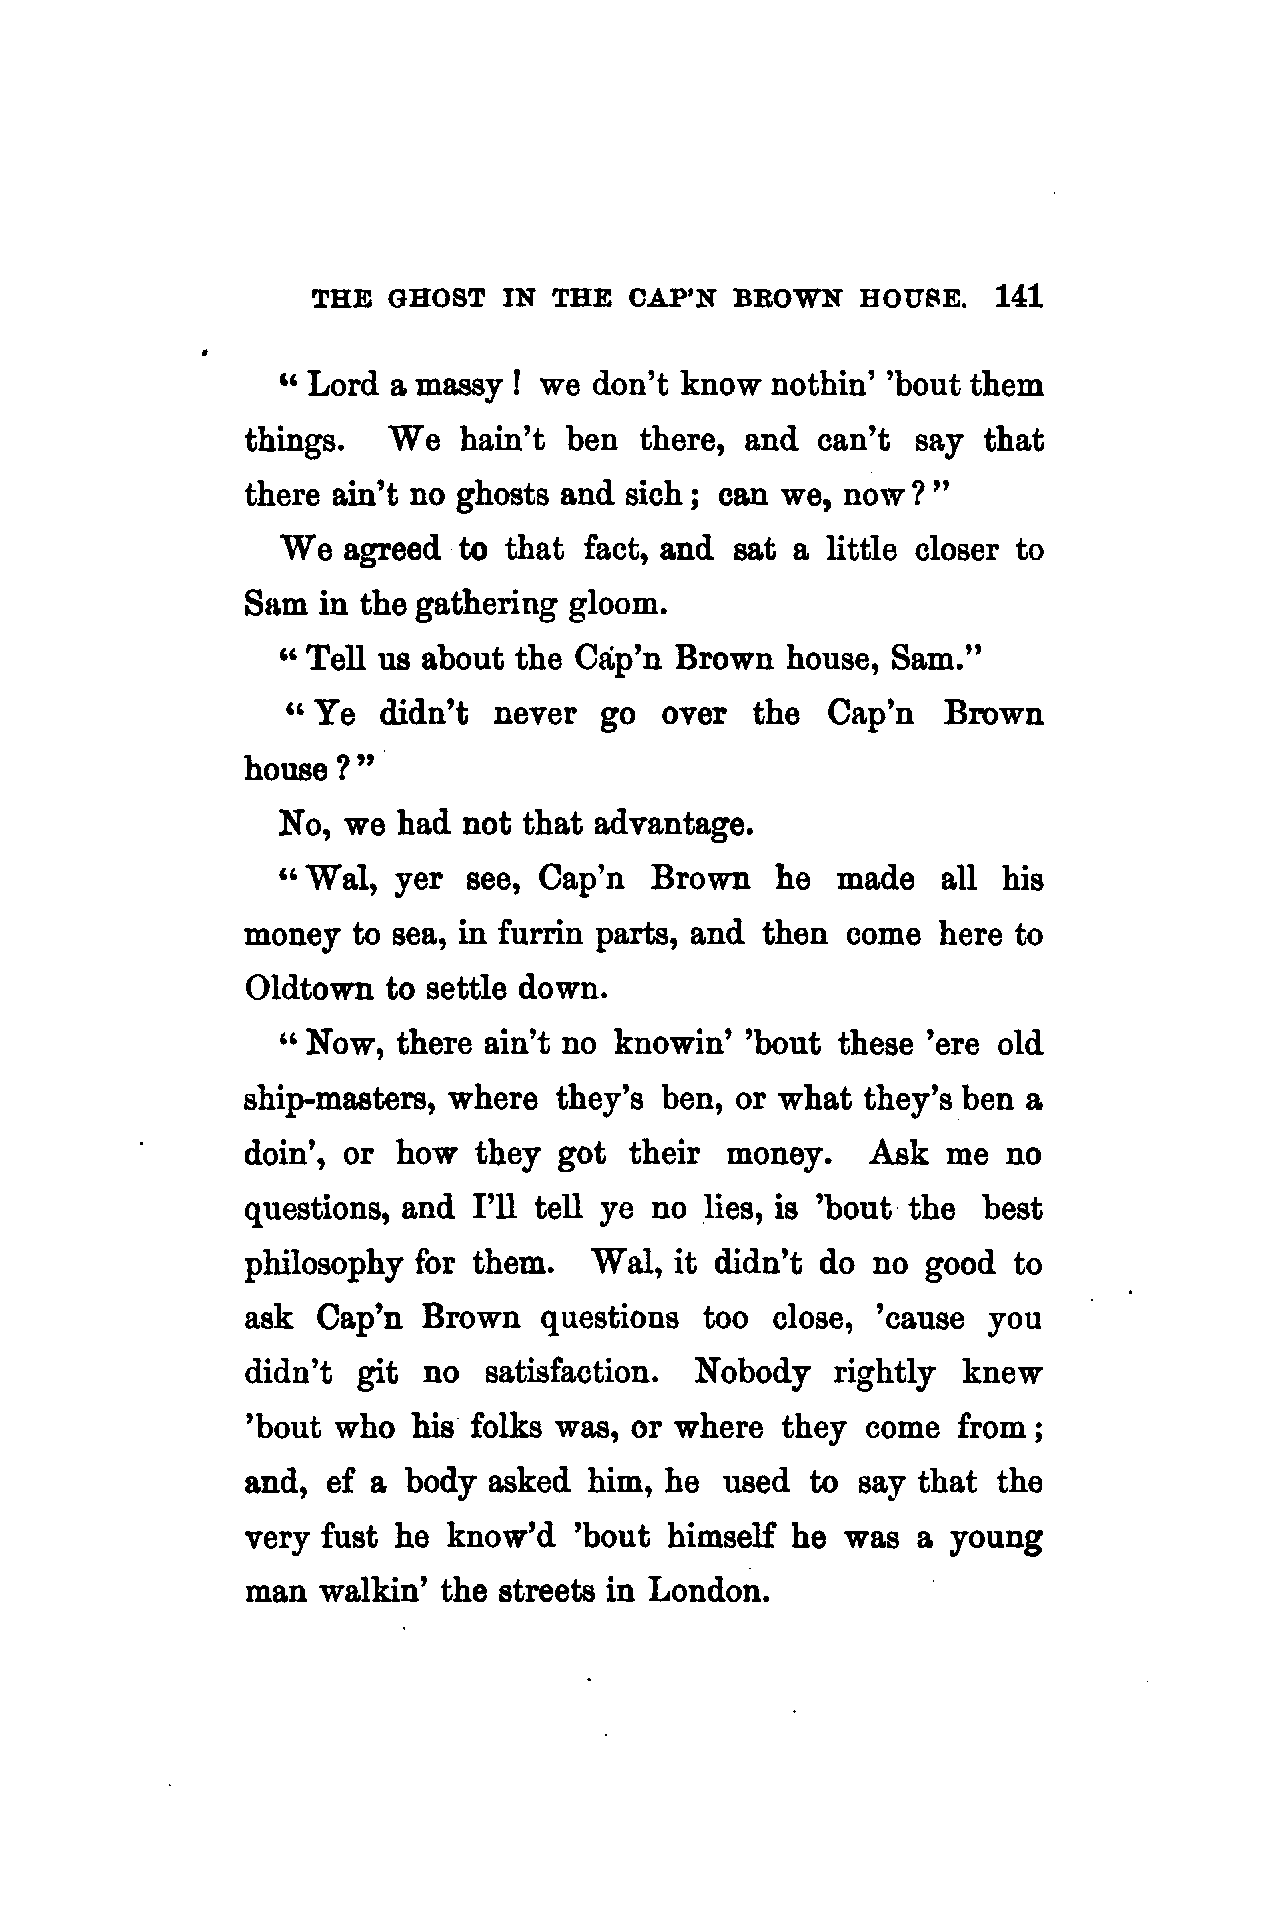 THE GHOST IN THE CAP'N BROWN HOUSE. 141
“ Lord a massy ! we don’t know nothin’ ’bout them
things. We hain’t ben there, and can’t say that
there ain’t no ghosts and sich ; can we, now ? ”
We agreed to that fact, and sat a little closer to
Sam in the gathering gloom.
“ Tell us about the Cap’n Brown house, Sam.”
“ Ye didn’t never go over the Cap’n Brown
house ? ”
No, we had not that advantage.
“ Wal, yer see, Cap’n Brown he made all his
money to sea, in furrin parts, and then come here to
Oldtown to settle down.
“ Now, there ain’t no knowin’ ’bout these ’ere old
ship-masters, where they’s ben, or what they’s ben a
doin’, or how they got their money. Ask me no
questions, and I’ll tell ye no lies, is ’bout the best
philosophy for them. Wal, it didn’t do no good to
ask Cap’n Brown questions too close, ’cause you
didn’t git no satisfaction. Nobody rightly knew
’bout who his folks was, or where they come from ;
and, ef a body asked him, he used to say that the
very fust he know’d ’bout himself he was a young
man walkin’ the streets in London.